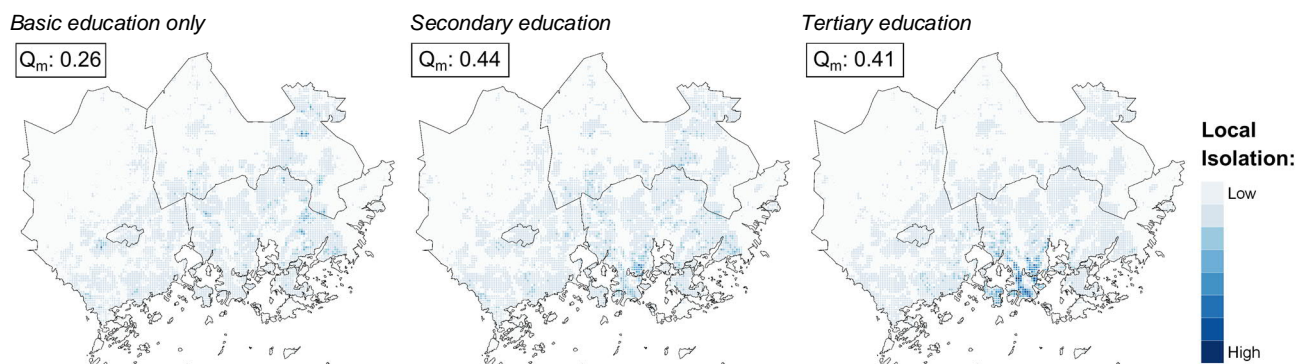 Basic education only
Qm: 0.26
Secondary education
Qm: 0.44
Tertiary education
Qm: 0.41
Local
Isolation:
Low
High